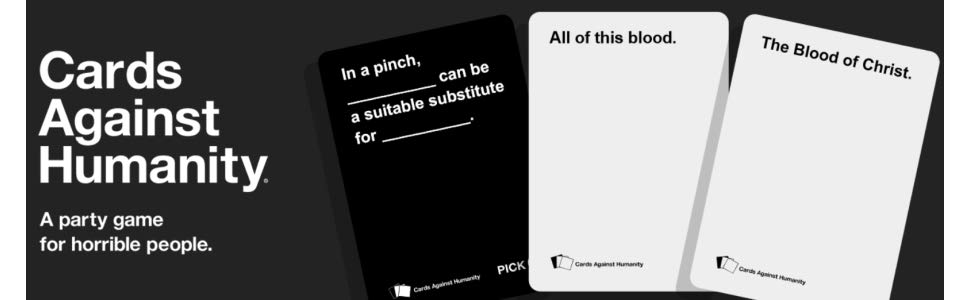 Cards
Against
Humanity®
A party game
for horrible people.
In a pinch,
__________ can be
a suitable substitute
for __________.
PICK
Cards Against Humanity
All of this blood.
Cards Against Humanity
The Blood of Christ.
Cards Against Humanity